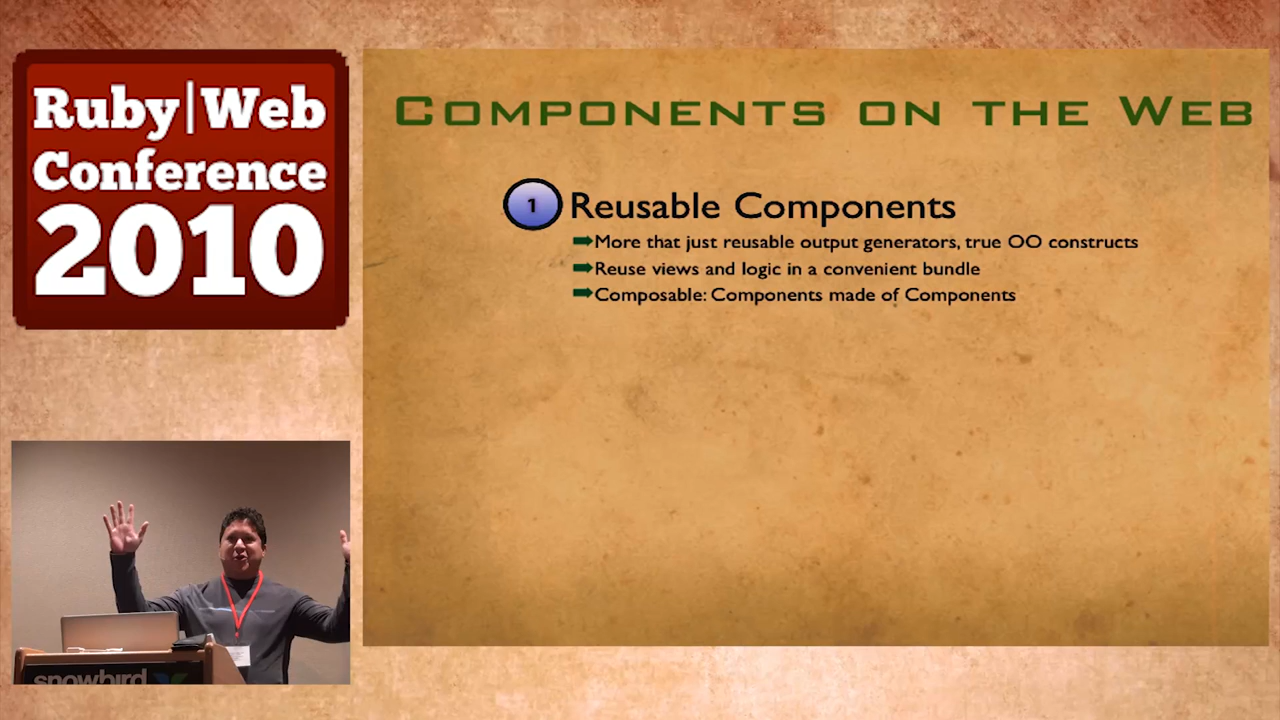 Ruby|Web
Conference
2010
Components on the Web
1 Reusable Components
➡More that just reusable output generators, true OO constructs
➡Reuse views and logic in a convenient bundle
➡Composable: Components made of Components
snowbird